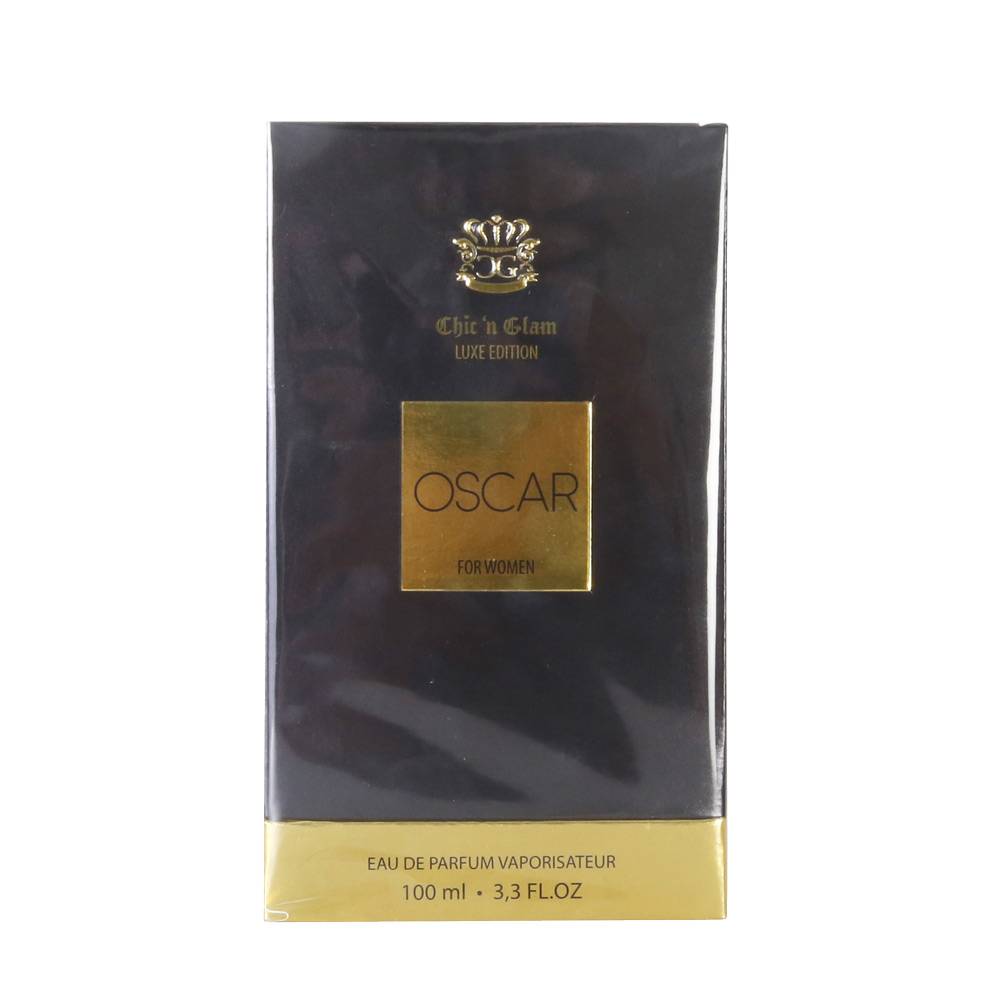 CG
Chic 'n Glam
LUXE EDITION
OSCAR
FOR WOMEN
EAU DE PARFUM VAPORISATEUR
100 ml • 3,3 FL.OZ